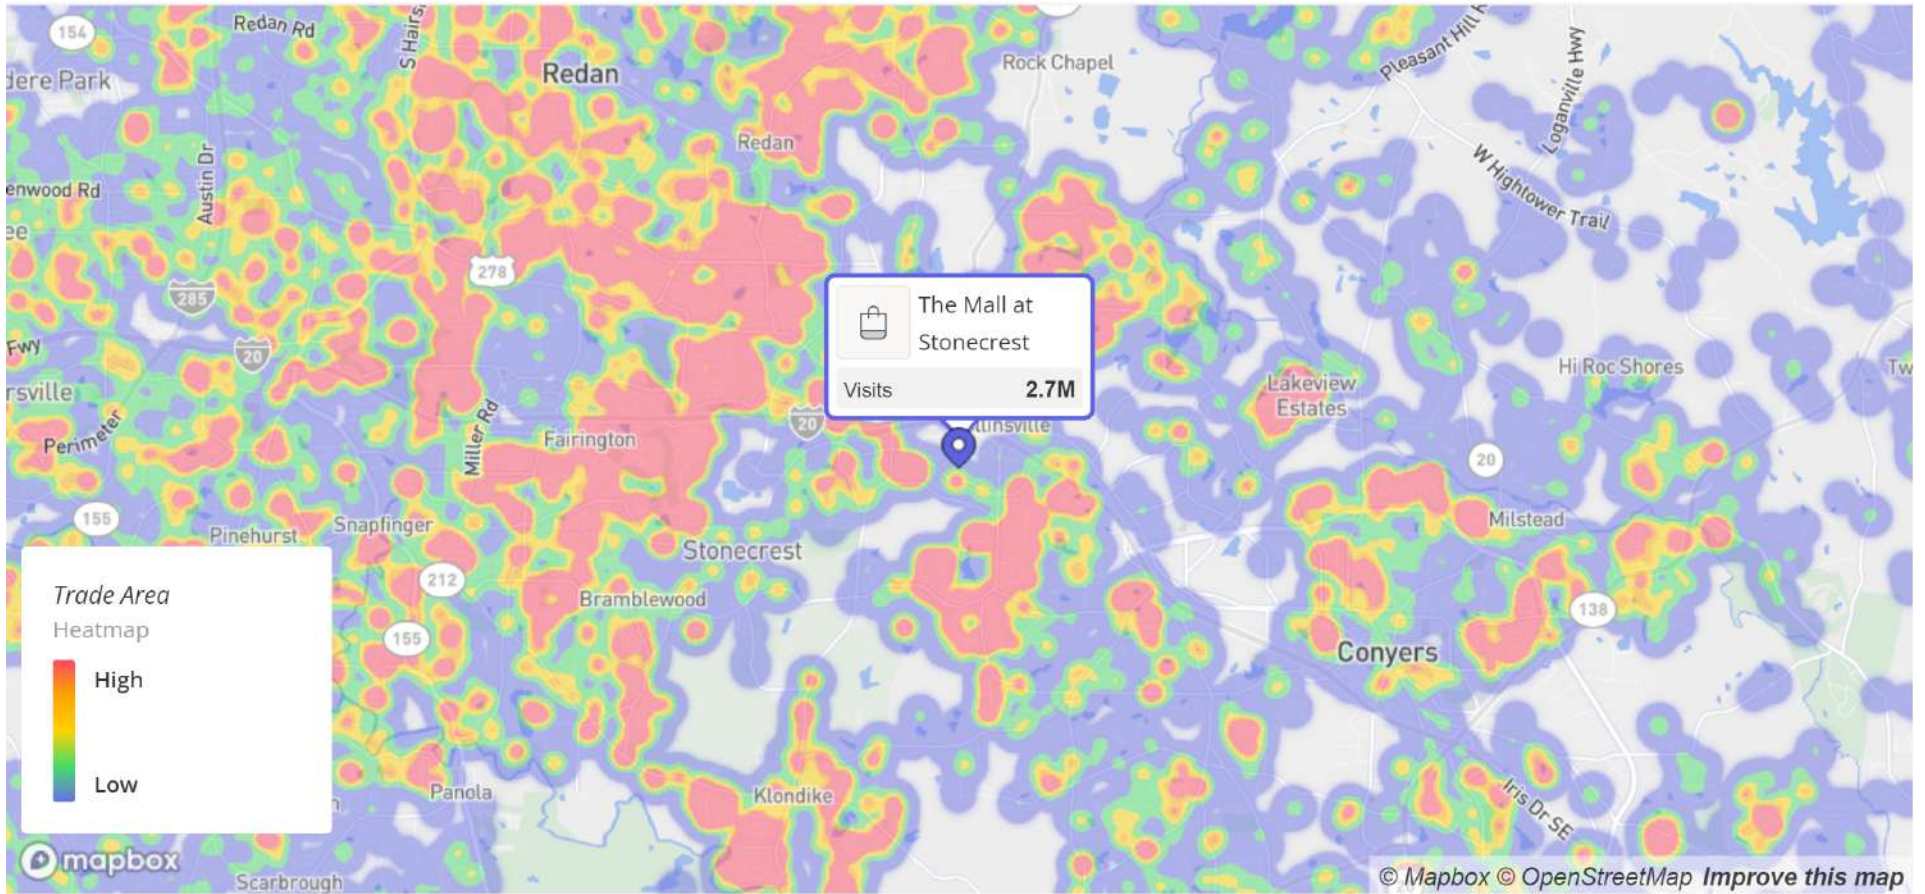 154
Redan Rd
S Hairs
Redan
Rock Chapel
Pleasant Hill R
Loganville Hwy
dere Park
Redan
W Hightower Trail
enwood Rd
Austin Dr
ee
278
285
The Mall at
Stonecrest
Visits 2.7M
Fwy
20
rsville
Perimeter
Miller Rd
Fairington
20
llinsville
Lakeview
Estates
Hi Roc Shores
Tw
20
155
Pinehurst
Snapfinger
Stonecrest
Milstead
212
Bramblewood
155
138
Conyers
Trade Area
Heatmap
High
Low
Panola
Klondike
Iris Dr SE
mapbox
Scarbrough
© Mapbox © OpenStreetMap Improve this map